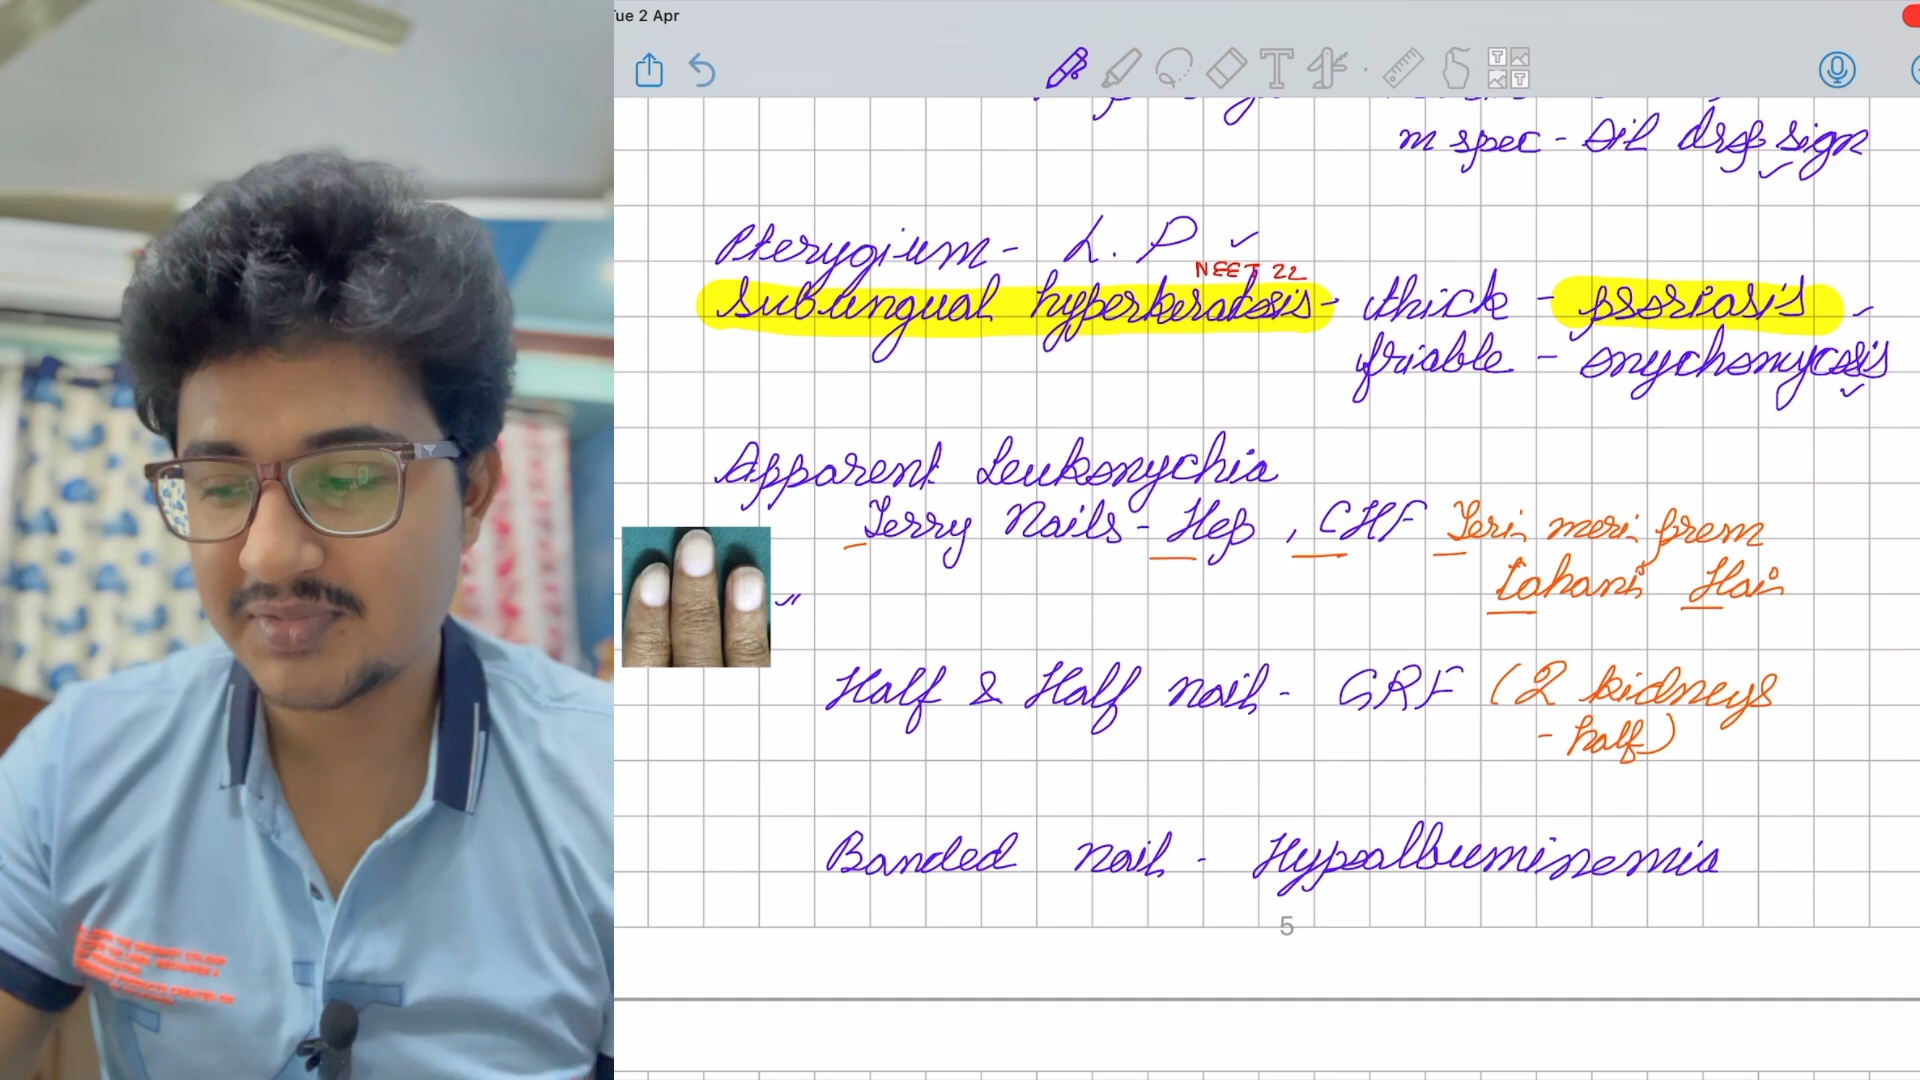 Tue 2 Apr
m spec - Oil drop sign
Pterygium - L.P
NEET 22
Subungual hyperkeratosis - thick - psoriasis
friable - onychomycosis
Apparent Leukonychia
Terry Nails - Hep , CHF Teri meri prem
kahani Hai
Half & Half nail - CRF (2 kidneys
- half)
Banded nail - Hypoalbuminemia
5